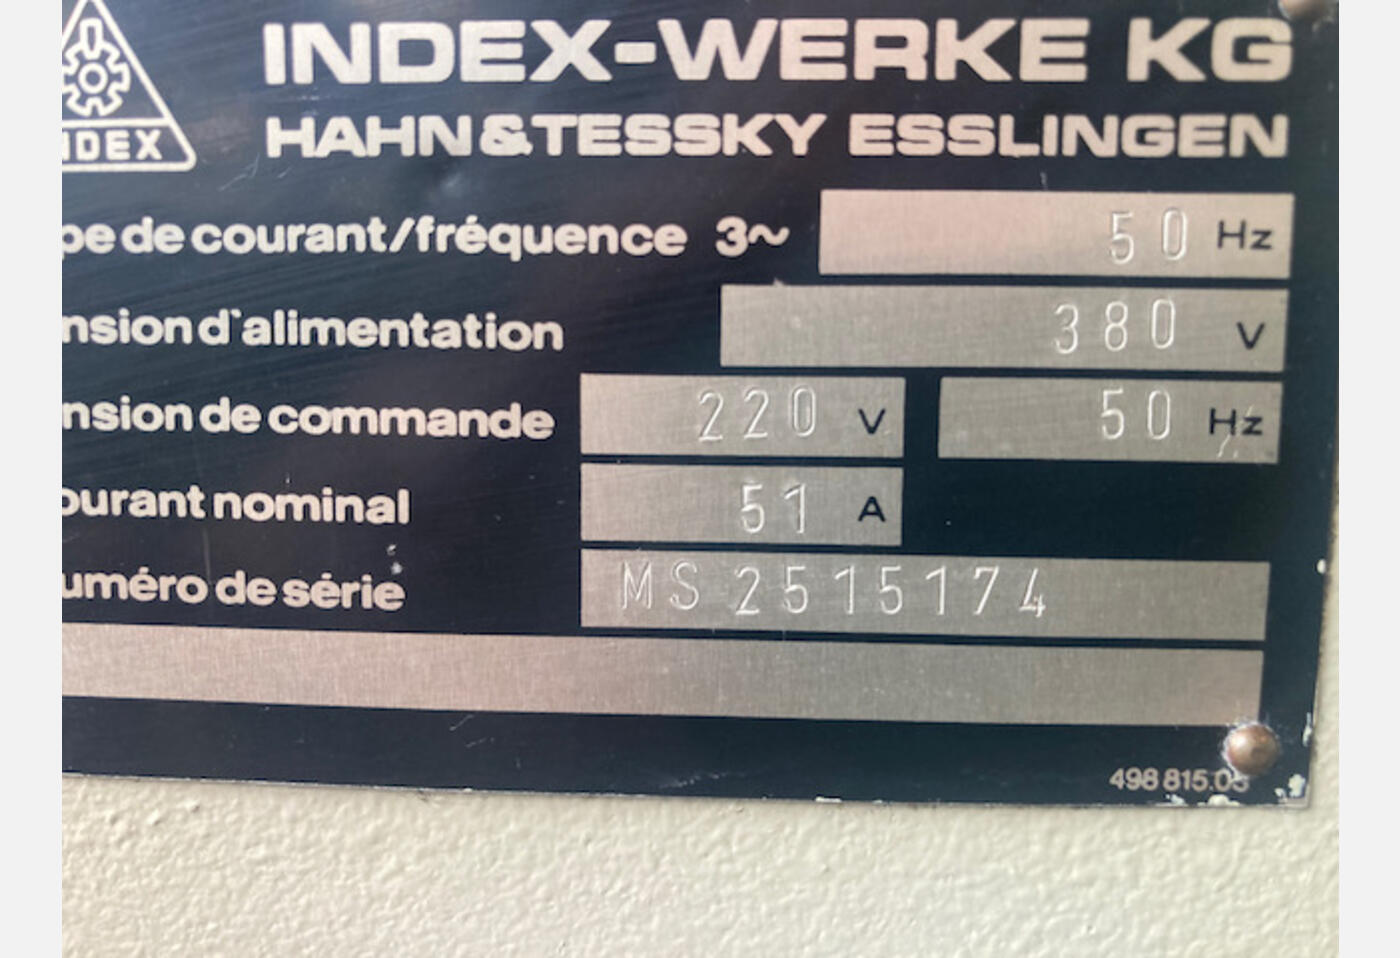 INDEX-WERKE KG
HAHN&TESSKY ESSLINGEN
NDEX
pe de courant/fréquence 3~ 50 Hz
nsion d'alimentation 380 V
nsion de commande 220 V 50 Hz
ourant nominal 51 A
uméro de série MS 2515174
498 815.05